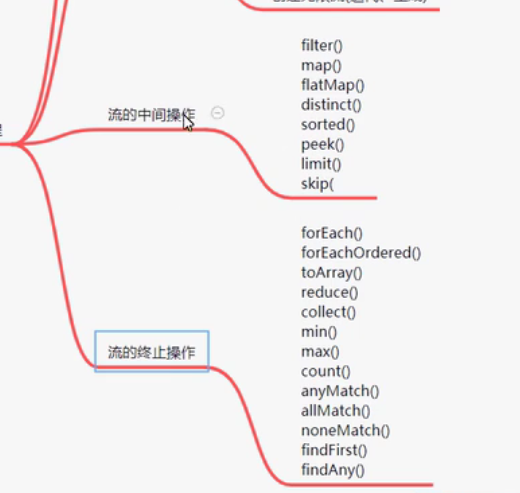 流的中间操作
filter()
map()
flatMap()
distinct()
sorted()
peek()
limit()
skip(
流的终止操作
forEach()
forEachOrdered()
toArray()
reduce()
collect()
min()
max()
count()
anyMatch()
allMatch()
noneMatch()
findFirst()
findAny()